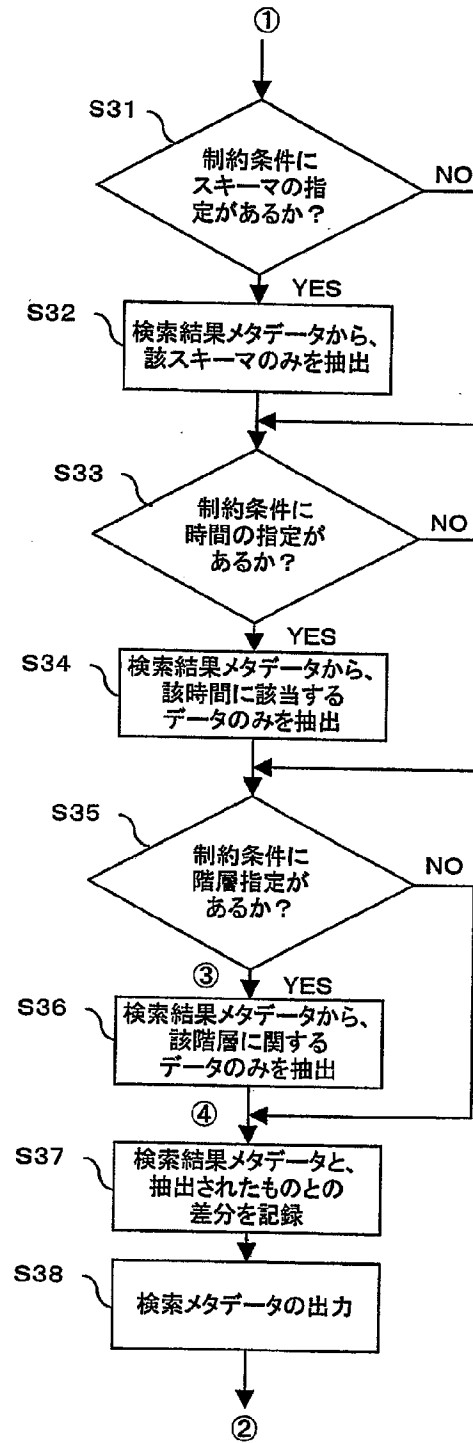 ①
S31
制約条件に
スキーマの指
定があるか？
NO
YES
S32
検索結果メタデータから、
該スキーマのみを抽出
S33
制約条件に
時間の指定が
あるか？
NO
YES
S34
検索結果メタデータから、
該時間に該当する
データのみを抽出
S35
制約条件に
階層指定が
あるか？
NO
③
YES
S36
検索結果メタデータから、
該階層に関する
データのみを抽出
④
S37
検索結果メタデータと、
抽出されたものとの
差分を記録
S38
検索メタデータの出力
②